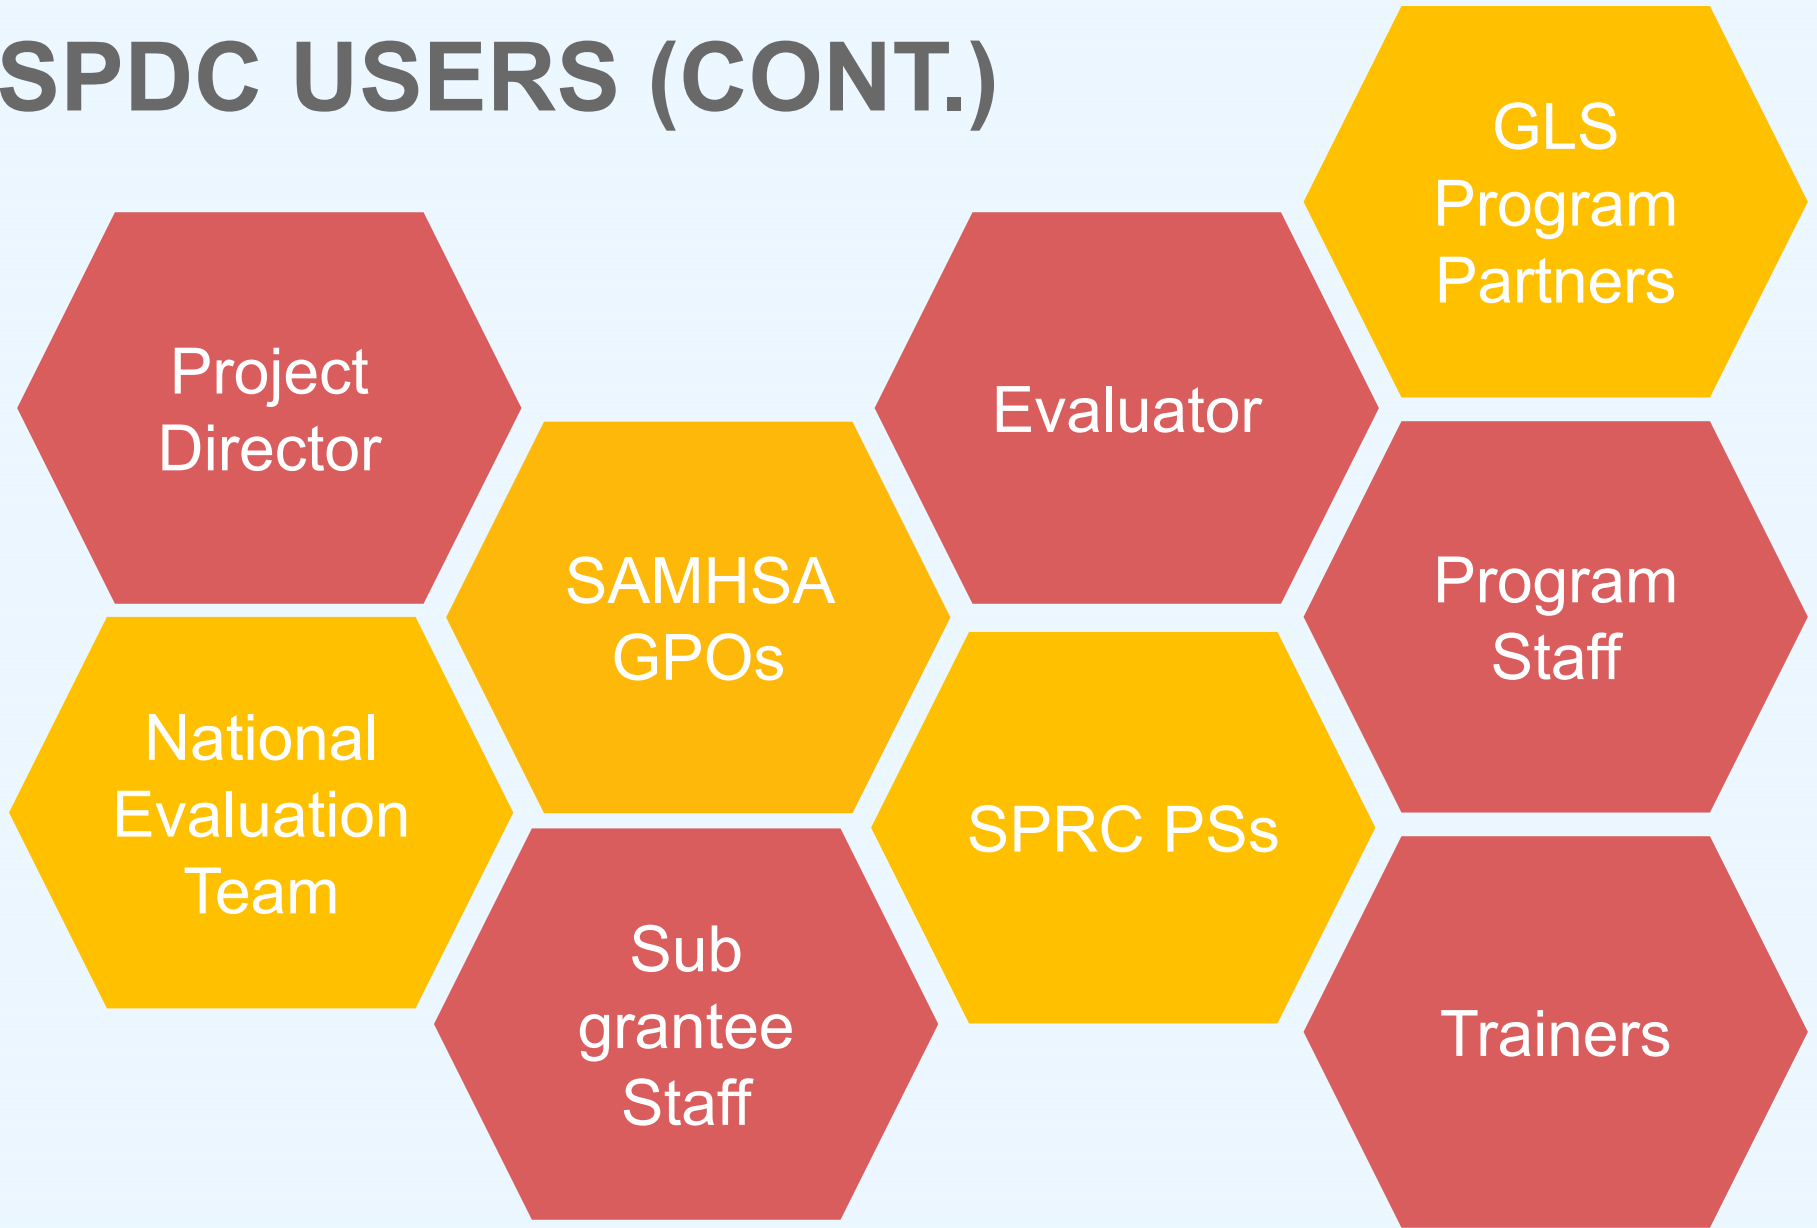 SPDC USERS (CONT.)
GLS
Program
Partners
Project
Director
Evaluator
SAMHSA
GPOs
Program
Staff
National
Evaluation
Team
SPRC PSs
Sub
grantee
Staff
Trainers